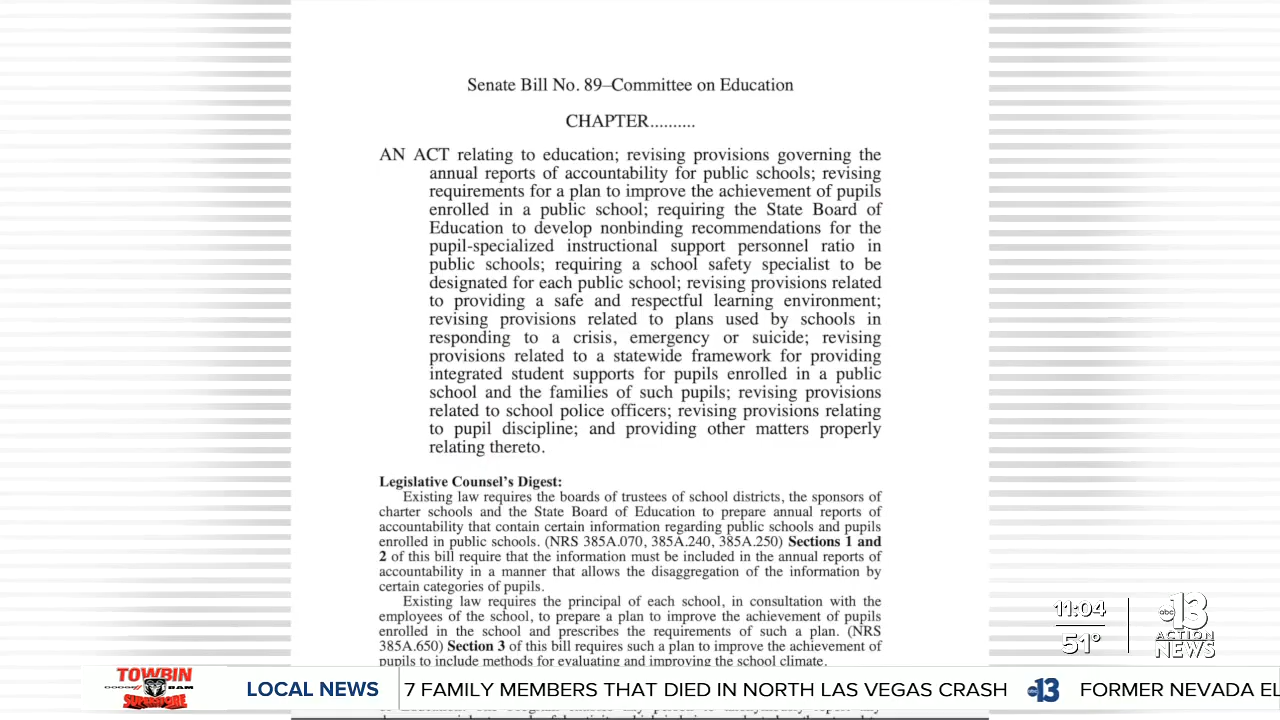 Senate Bill No. 89–Committee on Education
CHAPTER..........
AN ACT relating to education; revising provisions governing the
annual reports of accountability for public schools; revising
requirements for a plan to improve the achievement of pupils
enrolled in a public school; requiring the State Board of
Education to develop nonbinding recommendations for the
pupil-specialized instructional support personnel ratio in
public schools; requiring a school safety specialist to be
designated for each public school; revising provisions related
to providing a safe and respectful learning environment;
revising provisions related to plans used by schools in
responding to a crisis, emergency or suicide; revising
provisions related to a statewide framework for providing
integrated student supports for pupils enrolled in a public
school and the families of such pupils; revising provisions
related to school police officers; revising provisions relating
to pupil discipline; and providing other matters properly
relating thereto.
Legislative Counsel's Digest:
Existing law requires the boards of trustees of school districts, the sponsors of
charter schools and the State Board of Education to prepare annual reports of
accountability that contain certain information regarding public schools and pupils
enrolled in public schools. (NRS 385A.070, 385A.240, 385A.250) Sections 1 and
2 of this bill require that the information must be included in the annual reports of
accountability in a manner that allows the disaggregation of the information by
certain categories of pupils.
Existing law requires the principal of each school, in consultation with the
employees of the school, to prepare a plan to improve the achievement of pupils
enrolled in the school and prescribes the requirements of such a plan. (NRS
385A.650) Section 3 of this bill requires such a plan to improve the achievement of
pupils to include methods for evaluating and improving the school climate.
11:04
51°
abc 13
ACTION
NEWS
TOWBIN
DODGE RAM
SUPERSTORE
LOCAL NEWS
7 FAMILY MEMBERS THAT DIED IN NORTH LAS VEGAS CRASH
abc 13
FORMER NEVADA EL